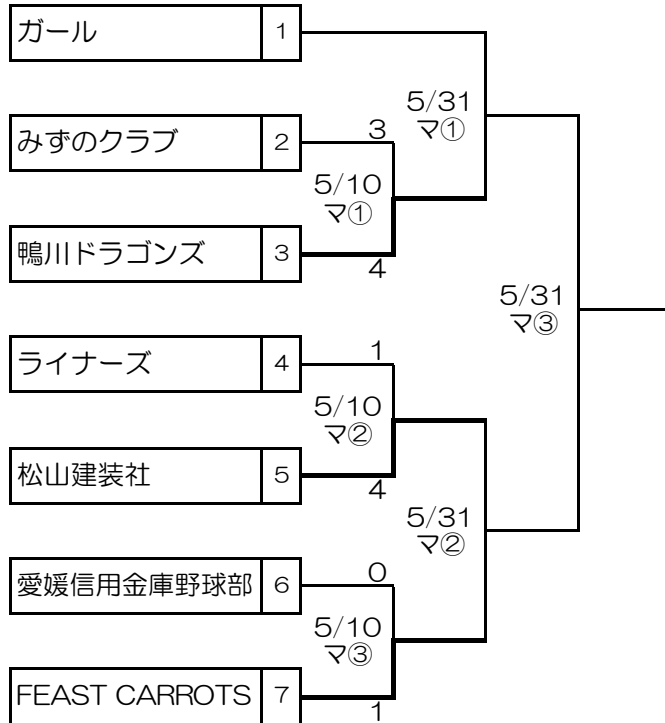 ガール 1
5/31
マ①
みずのクラブ 2
3
5/10
マ①
鴨川ドラゴンズ 3
4
5/31
マ③
ライナーズ 4
1
5/10
マ②
松山建装社 5
4
5/31
マ②
愛媛信用金庫野球部 6
0
5/10
マ③
FEAST CARROTS 7
1